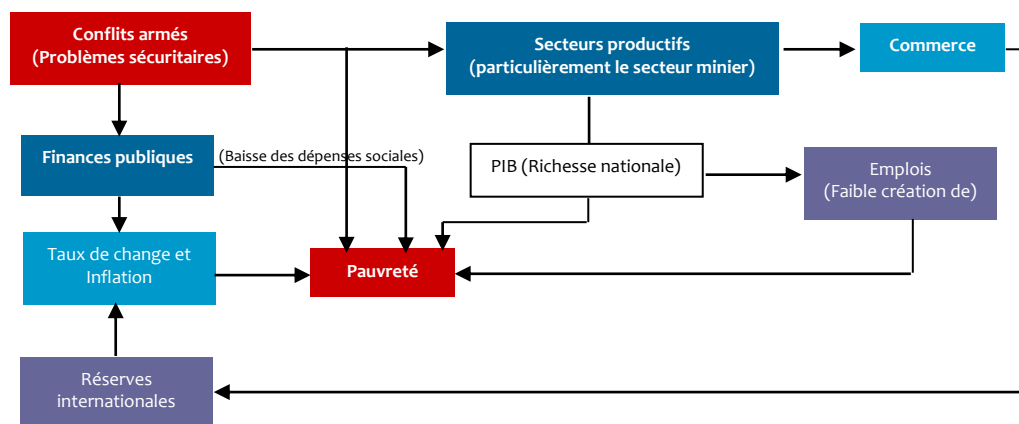 Conflits armés
(Problèmes sécuritaires)
Secteurs productifs
(particulièrement le secteur minier)
Commerce
Finances publiques
(Baisse des dépenses sociales)
PIB (Richesse nationale)
Emplois
(Faible création de)
Taux de change et
Inflation
Pauvreté
Réserves
internationales